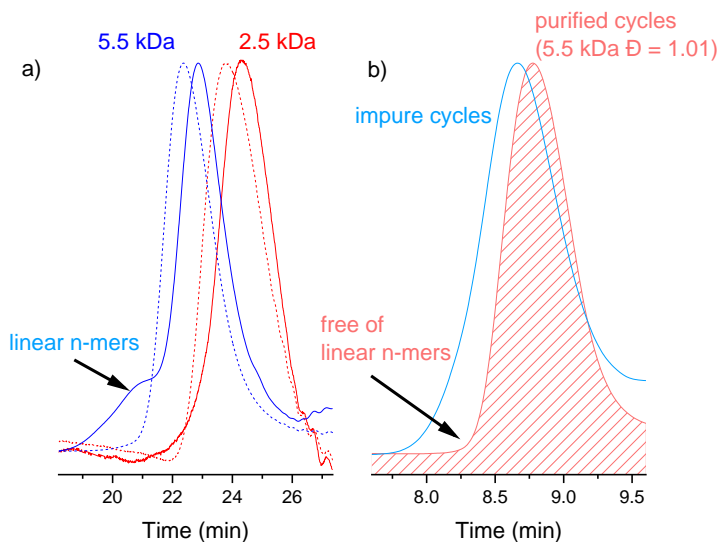 a)
5.5 kDa
2.5 kDa
linear n-mers
20
22
24
26
Time (min)
b)
purified cycles
(5.5 kDa Đ = 1.01)
impure cycles
free of
linear n-mers
8.0
8.5
9.0
9.5
Time (min)